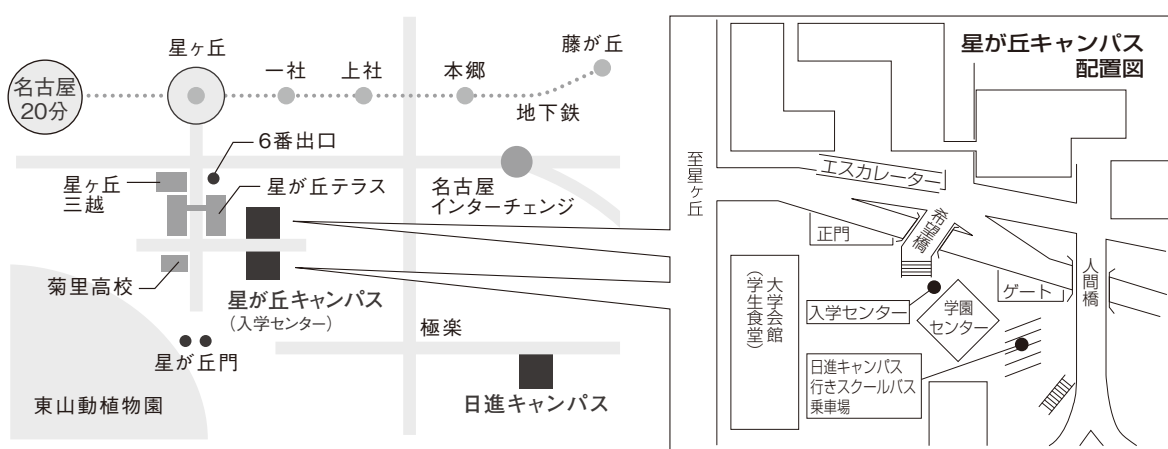 名古屋
20分
星ヶ丘
一社
上社
本郷
藤が丘
地下鉄
6番出口
星ヶ丘
三越
星が丘テラス
名古屋
インターチェンジ
菊里高校
星が丘キャンパス
（入学センター）
星が丘門
極楽
東山動植物園
日進キャンパス
星が丘キャンパス
配置図
至星ヶ丘
エスカレーター
希望橋
正門
人間橋
ゲート
大学会館
（学生食堂）
入学センター
学園
センター
日進キャンパス
行きスクールバス
乗車場